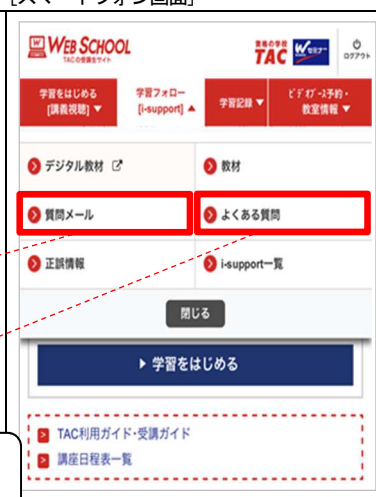 [スマートフォン画面]
WEB SCHOOL
TACの受講生サイト
資格の学校
TAC Wセミナー
ログアウト
学習をはじめる
[講義視聴] ▼
学習フォロー
[i-support] ▲
学習記録 ▼
ビデオブース予約・
教室情報 ▼
デジタル教材
教材
質問メール
よくある質問
正誤情報
i-support一覧
閉じる
▶ 学習をはじめる
TAC利用ガイド・受講ガイド
講座日程表一覧